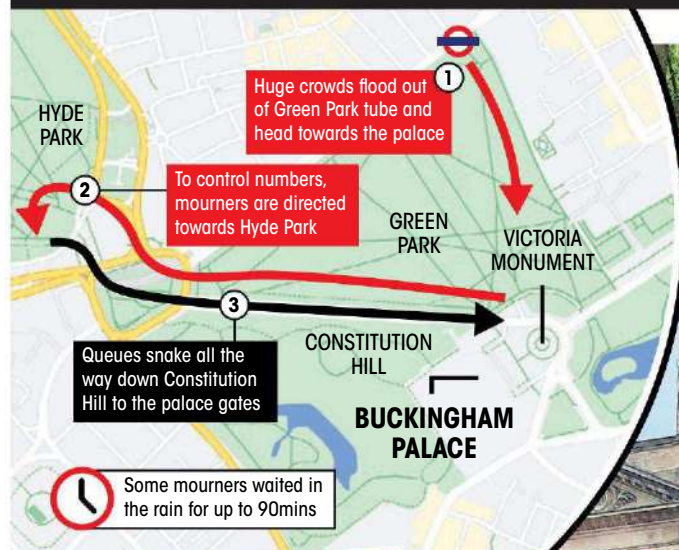 1
Huge crowds flood out
of Green Park tube and
head towards the palace
HYDE
PARK
2
To control numbers,
mourners are directed
towards Hyde Park
GREEN
PARK
VICTORIA
MONUMENT
3
Queues snake all the
way down Constitution
Hill to the palace gates
CONSTITUTION
HILL
BUCKINGHAM
PALACE
Some mourners waited in
the rain for up to 90mins